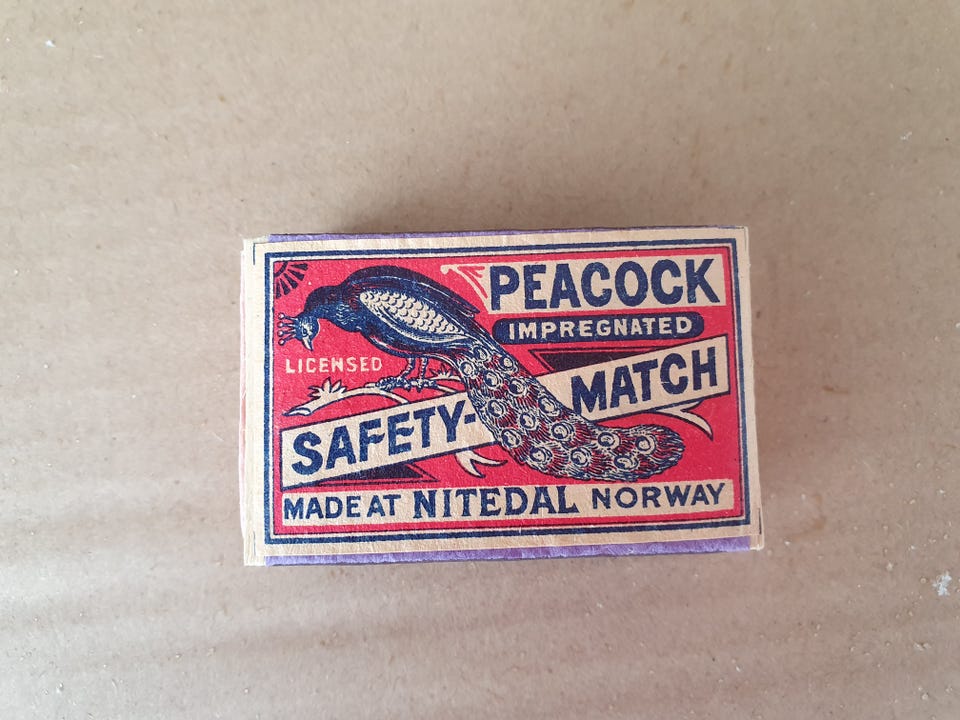 PEACOCK
IMPREGNATED
LICENSED
SAFETY-MATCH
MADE AT NITEDAL NORWAY